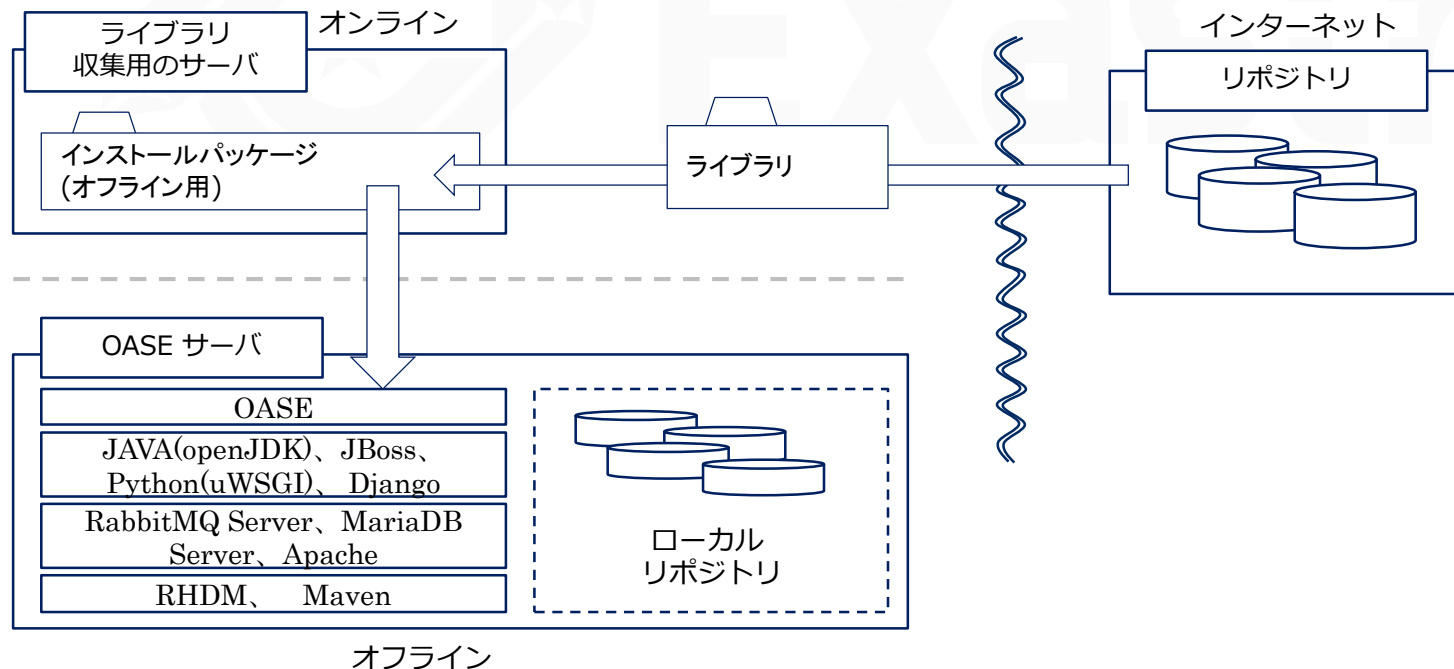 オンライン
ライブラリ
収集用のサーバ
インストールパッケージ
(オフライン用)
ライブラリ
インターネット
リポジトリ
OASE サーバ
OASE
JAVA(openJDK)、JBoss、
Python(uWSGI)、 Django
RabbitMQ Server、MariaDB
Server、Apache
RHDM、 Maven
ローカル
リポジトリ
オフライン